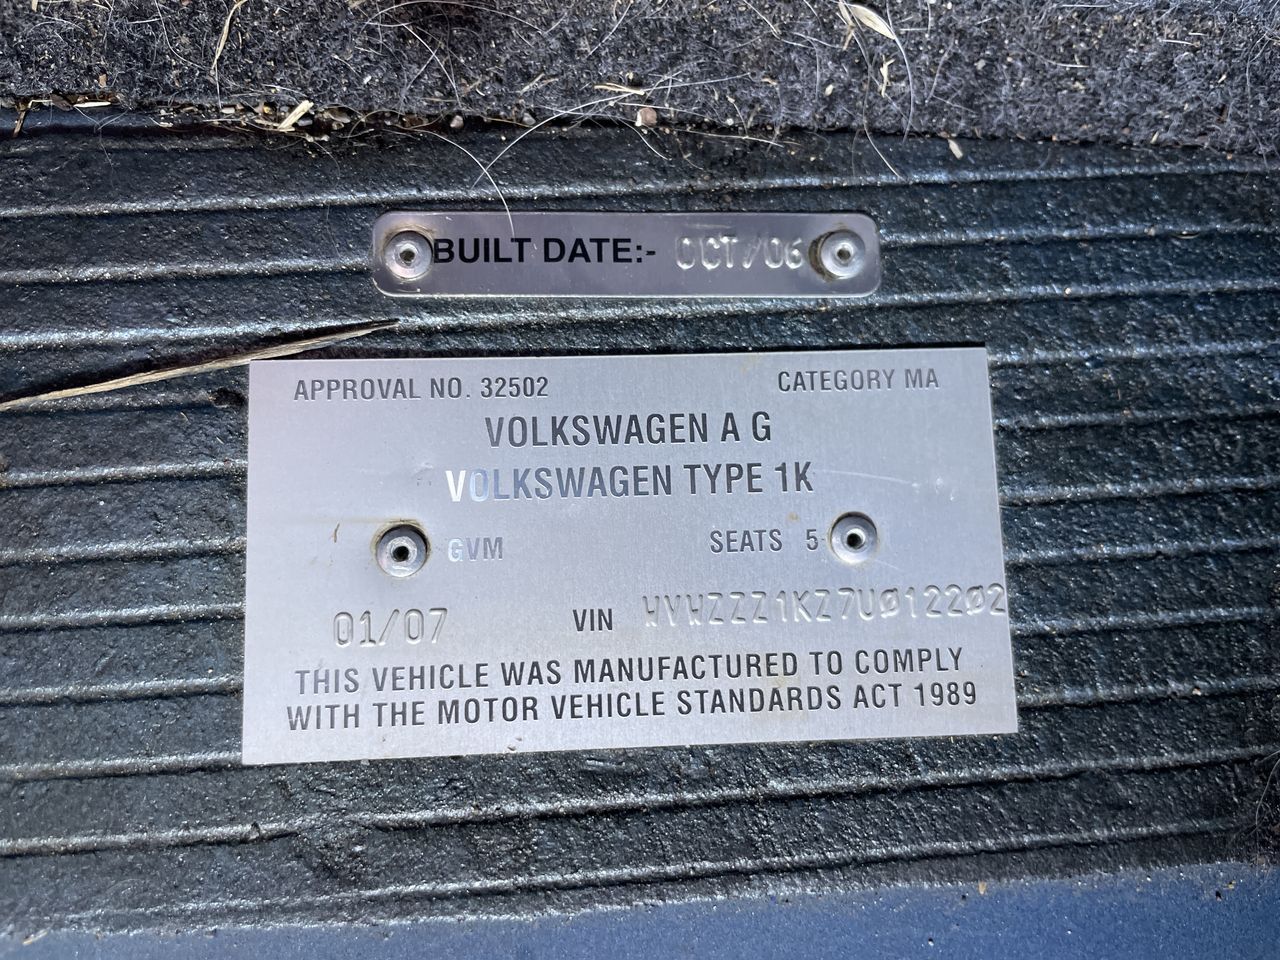 BUILT DATE:- OCT/06
APPROVAL NO. 32502 CATEGORY MA
VOLKSWAGEN A G
VOLKSWAGEN TYPE 1K
GVM SEATS 5
01/07 VIN WVWZZZ1KZ7U012202
THIS VEHICLE WAS MANUFACTURED TO COMPLY
WITH THE MOTOR VEHICLE STANDARDS ACT 1989